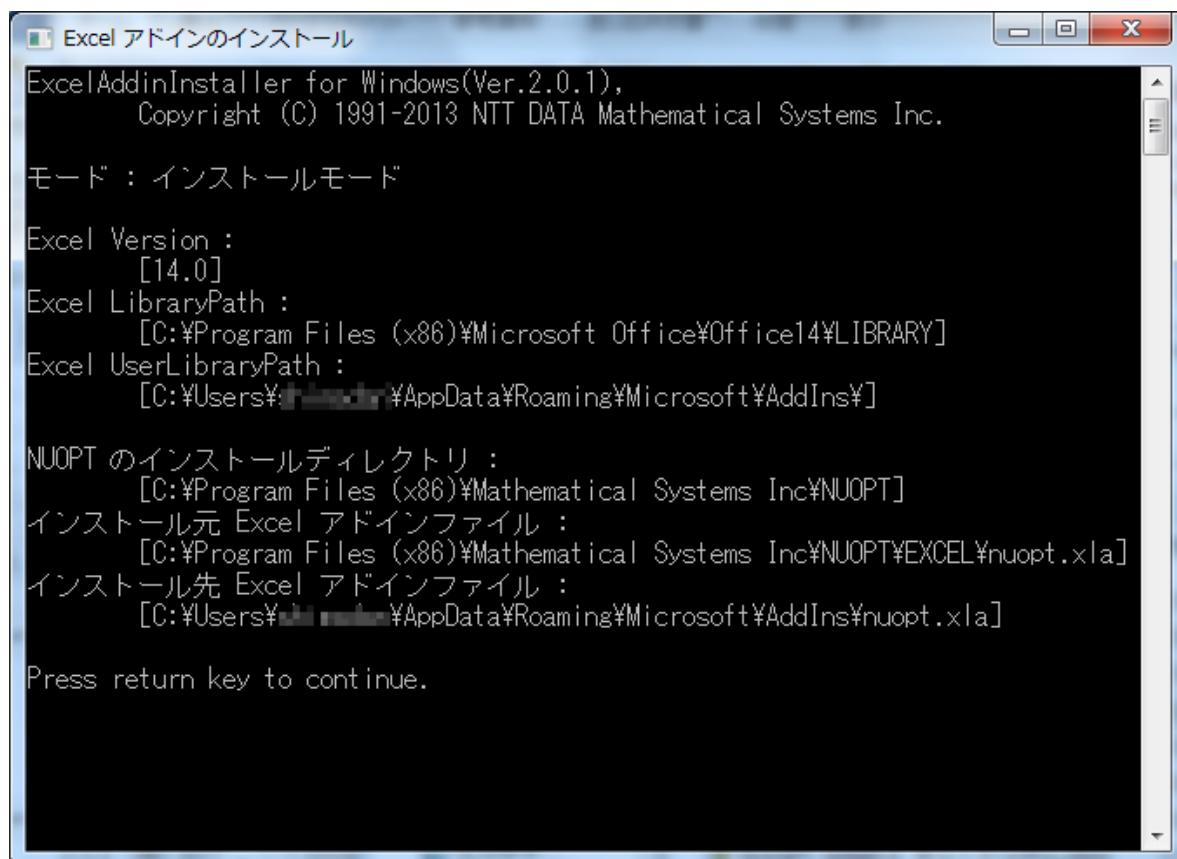 Excel アドインのインストール
ExcelAddinInstaller for Windows(Ver.2.0.1),
Copyright (C) 1991-2013 NTT DATA Mathematical Systems Inc.
モード : インストールモード
Excel Version :
[14.0]
Excel LibraryPath :
[C:¥Program Files (x86)¥Microsoft Office¥Office14¥LIBRARY]
Excel UserLibraryPath :
[C:¥Users¥ ¥AppData¥Roaming¥Microsoft¥AddIns¥]
NUOPT のインストールディレクトリ :
[C:¥Program Files (x86)¥Mathematical Systems Inc¥NUOPT]
インストール元 Excel アドインファイル :
[C:¥Program Files (x86)¥Mathematical Systems Inc¥NUOPT¥EXCEL¥nuopt.xla]
インストール先 Excel アドインファイル :
[C:¥Users¥ ¥AppData¥Roaming¥Microsoft¥AddIns¥nuopt.xla]
Press return key to continue.